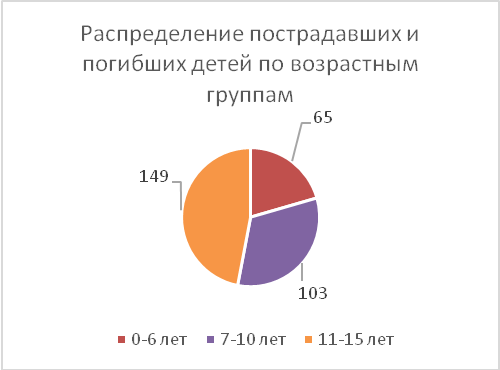 Распределение пострадавших и
погибших детей по возрастным
группам
65
149
103
0-6 лет 7-10 лет 11-15 лет